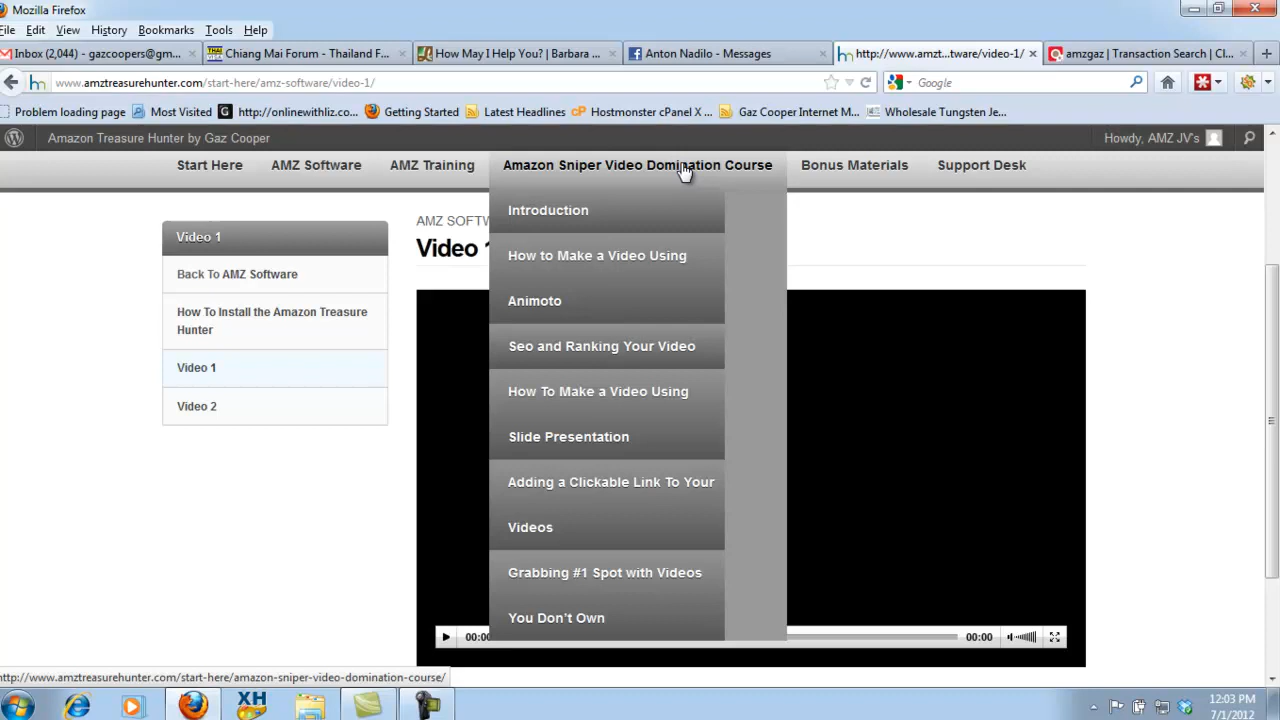 Mozilla Firefox
File Edit View History Bookmarks Tools Help
Inbox (2,044) - gazcoopers@gm...
Chiang Mai Forum - Thailand F...
How May I Help You? | Barbara ...
Anton Nadilo - Messages
http://www.amzt...tware/video-1/
amzgaz | Transaction Search | Cl...
www.amztreasurehunter.com/start-here/amz-software/video-1/
Google
Problem loading page
Most Visited
http://onlinewithliz.co...
Getting Started
Latest Headlines
Hostmonster cPanel X ...
Gaz Cooper Internet M...
Wholesale Tungsten Je...
Amazon Treasure Hunter by Gaz Cooper
Howdy, AMZ JV's
Start Here
AMZ Software
AMZ Training
Amazon Sniper Video Domination Course
Bonus Materials
Support Desk
Video 1
Back To AMZ Software
How To Install the Amazon Treasure
Hunter
Video 1
Video 2
AMZ SOFTW
Video 1
Introduction
How to Make a Video Using
Animoto
Seo and Ranking Your Video
How To Make a Video Using
Slide Presentation
Adding a Clickable Link To Your
Videos
Grabbing #1 Spot with Videos
You Don't Own
00:00
00:00
http://www.amztreasurehunter.com/start-here/amazon-sniper-video-domination-course/
XH
12:03 PM
7/1/2012